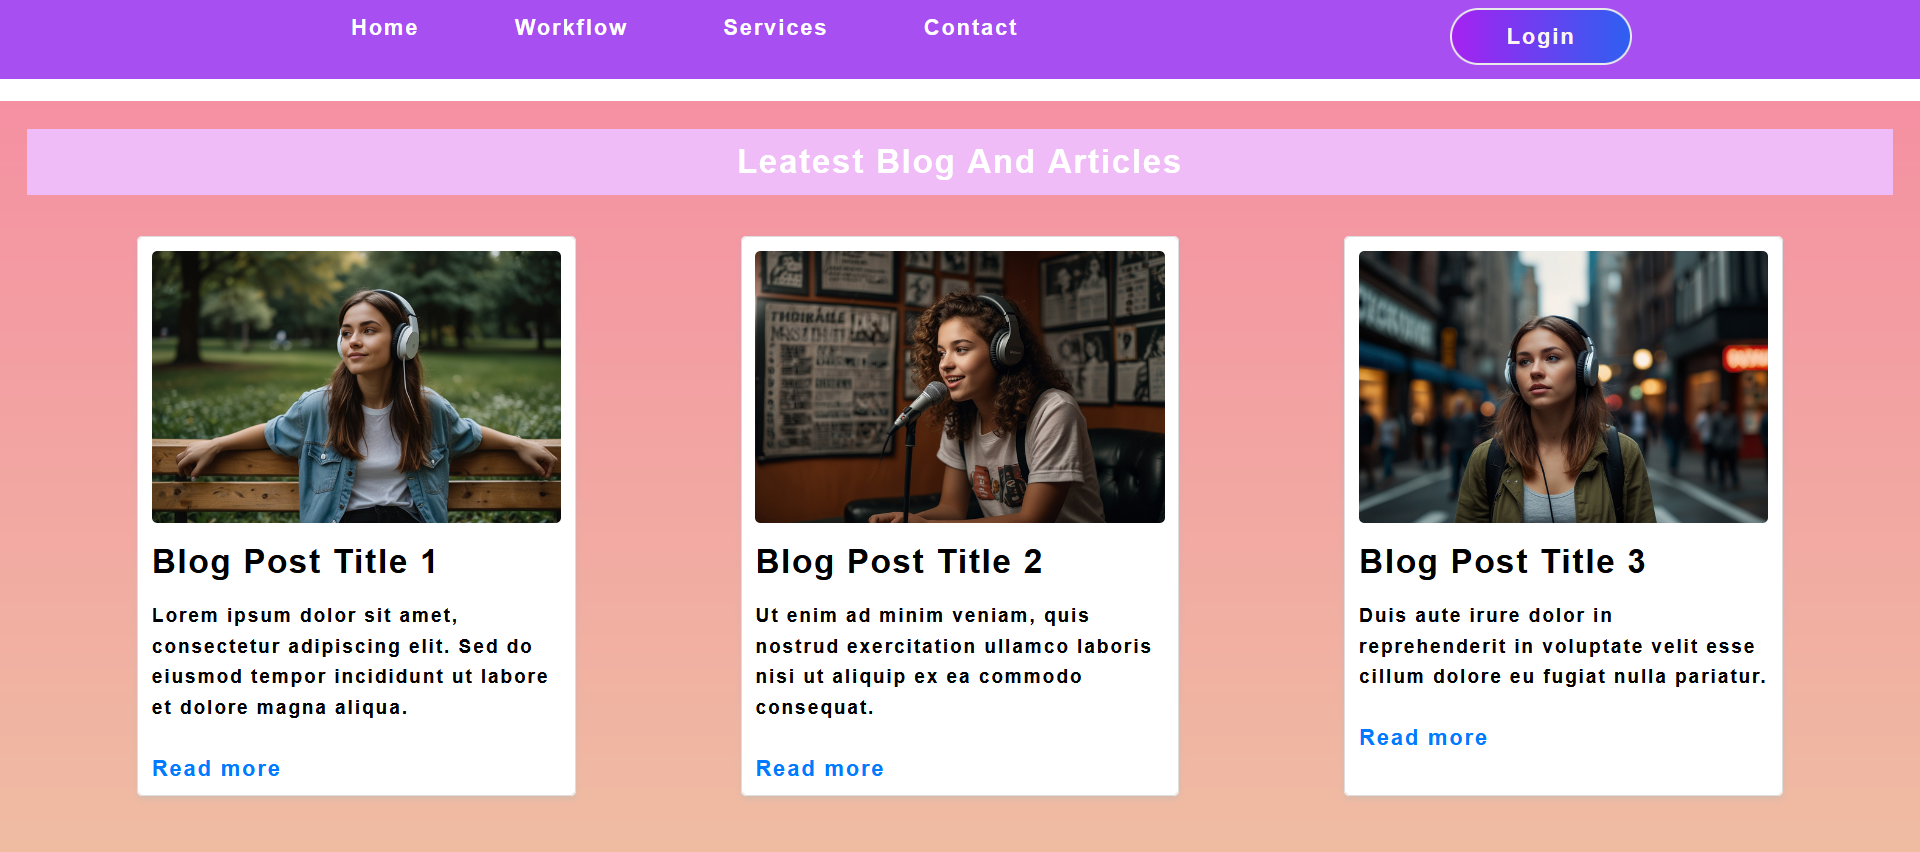 Home Workflow Services Contact Login
Leatest Blog And Articles
Blog Post Title 1
Lorem ipsum dolor sit amet,
consectetur adipiscing elit. Sed do
eiusmod tempor incididunt ut labore
et dolore magna aliqua.
Read more
Blog Post Title 2
Ut enim ad minim veniam, quis
nostrud exercitation ullamco laboris
nisi ut aliquip ex ea commodo
consequat.
Read more
Blog Post Title 3
Duis aute irure dolor in
reprehenderit in voluptate velit esse
cillum dolore eu fugiat nulla pariatur.
Read more